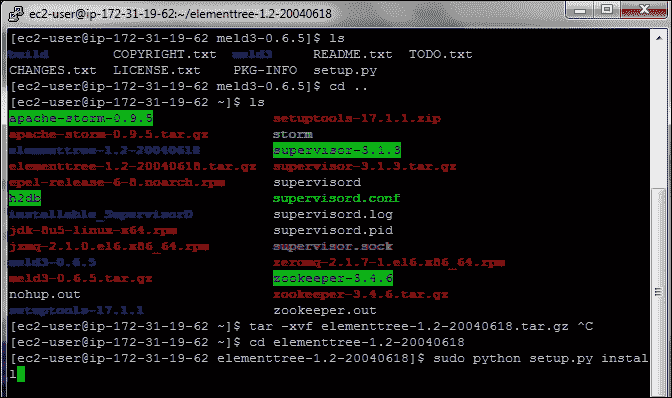 ec2-user@ip-172-31-19-62:~/elementtree-1.2-20040618
[ec2-user@ip-172-31-19-62 meld3-0.6.5]$ ls
build COPYRIGHT.txt meld3 README.txt TODO.txt
CHANGES.txt LICENSE.txt PKG-INFO setup.py
[ec2-user@ip-172-31-19-62 meld3-0.6.5]$ cd ..
[ec2-user@ip-172-31-19-62 ~]$ ls
apache-storm-0.9.5 setuptools-17.1.1.zip
apache-storm-0.9.5.tar.gz storm
elementtree-1.2-20040618 supervisor-3.1.3
elementtree-1.2-20040618.tar.gz supervisor-3.1.3.tar.gz
epel-release-6-8.noarch.rpm supervisord
h2db supervisord.conf
installable_SupervisorD supervisord.log
jdk-8u5-linux-x64.rpm supervisord.pid
jzmq-2.1.0.el6.x86_64.rpm supervisor.sock
meld3-0.6.5 zeromq-2.1.7-1.el6.x86_64.rpm
meld3-0.6.5.tar.gz zookeeper-3.4.6
nohup.out zookeeper-3.4.6.tar.gz
setuptools-17.1.1 zookeeper.out
[ec2-user@ip-172-31-19-62 ~]$ tar -xvf elementtree-1.2-20040618.tar.gz ^C
[ec2-user@ip-172-31-19-62 ~]$ cd elementtree-1.2-20040618
[ec2-user@ip-172-31-19-62 elementtree-1.2-20040618]$ sudo python setup.py instal
l